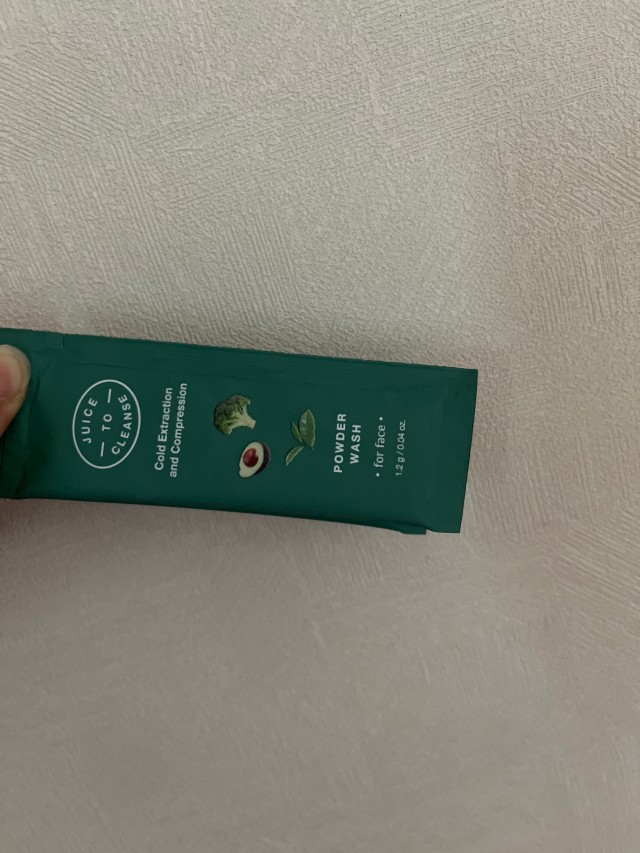 JUICE
TO
CLEANSE
Cold Extraction
and Compression
POWDER
WASH
• for face •
1.2 g / 0.04 oz.